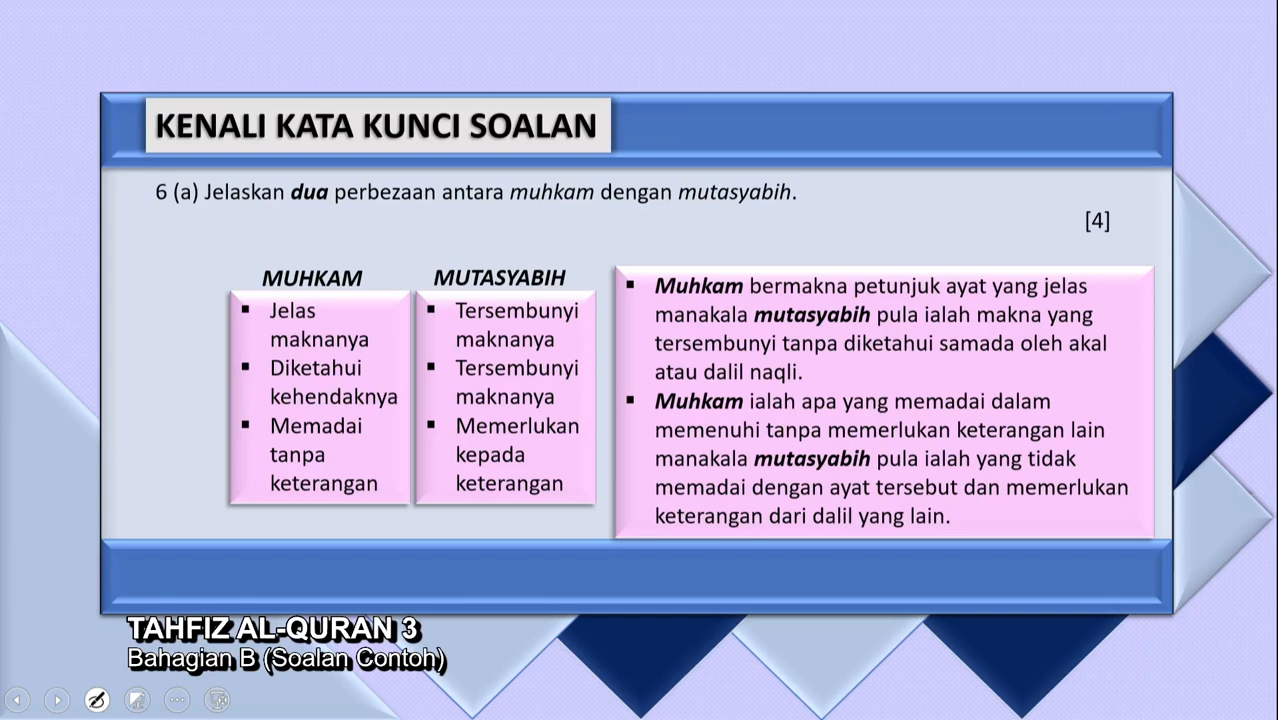 KENALI KATA KUNCI SOALAN
6 (a) Jelaskan dua perbezaan antara muhkam dengan mutasyabih.
[4]
MUHKAM
▪ Jelas
maknanya
▪ Diketahui
kehendaknya
▪ Memadai
tanpa
keterangan
MUTASYABIH
▪ Tersembunyi
maknanya
▪ Tersembunyi
maknanya
▪ Memerlukan
kepada
keterangan
▪ Muhkam bermakna petunjuk ayat yang jelas
manakala mutasyabih pula ialah makna yang
tersembunyi tanpa diketahui samada oleh akal
atau dalil naqli.
▪ Muhkam ialah apa yang memadai dalam
memenuhi tanpa memerlukan keterangan lain
manakala mutasyabih pula ialah yang tidak
memadai dengan ayat tersebut dan memerlukan
keterangan dari dalil yang lain.
TAHFIZ AL-QURAN 3
Bahagian B (Soalan Contoh)